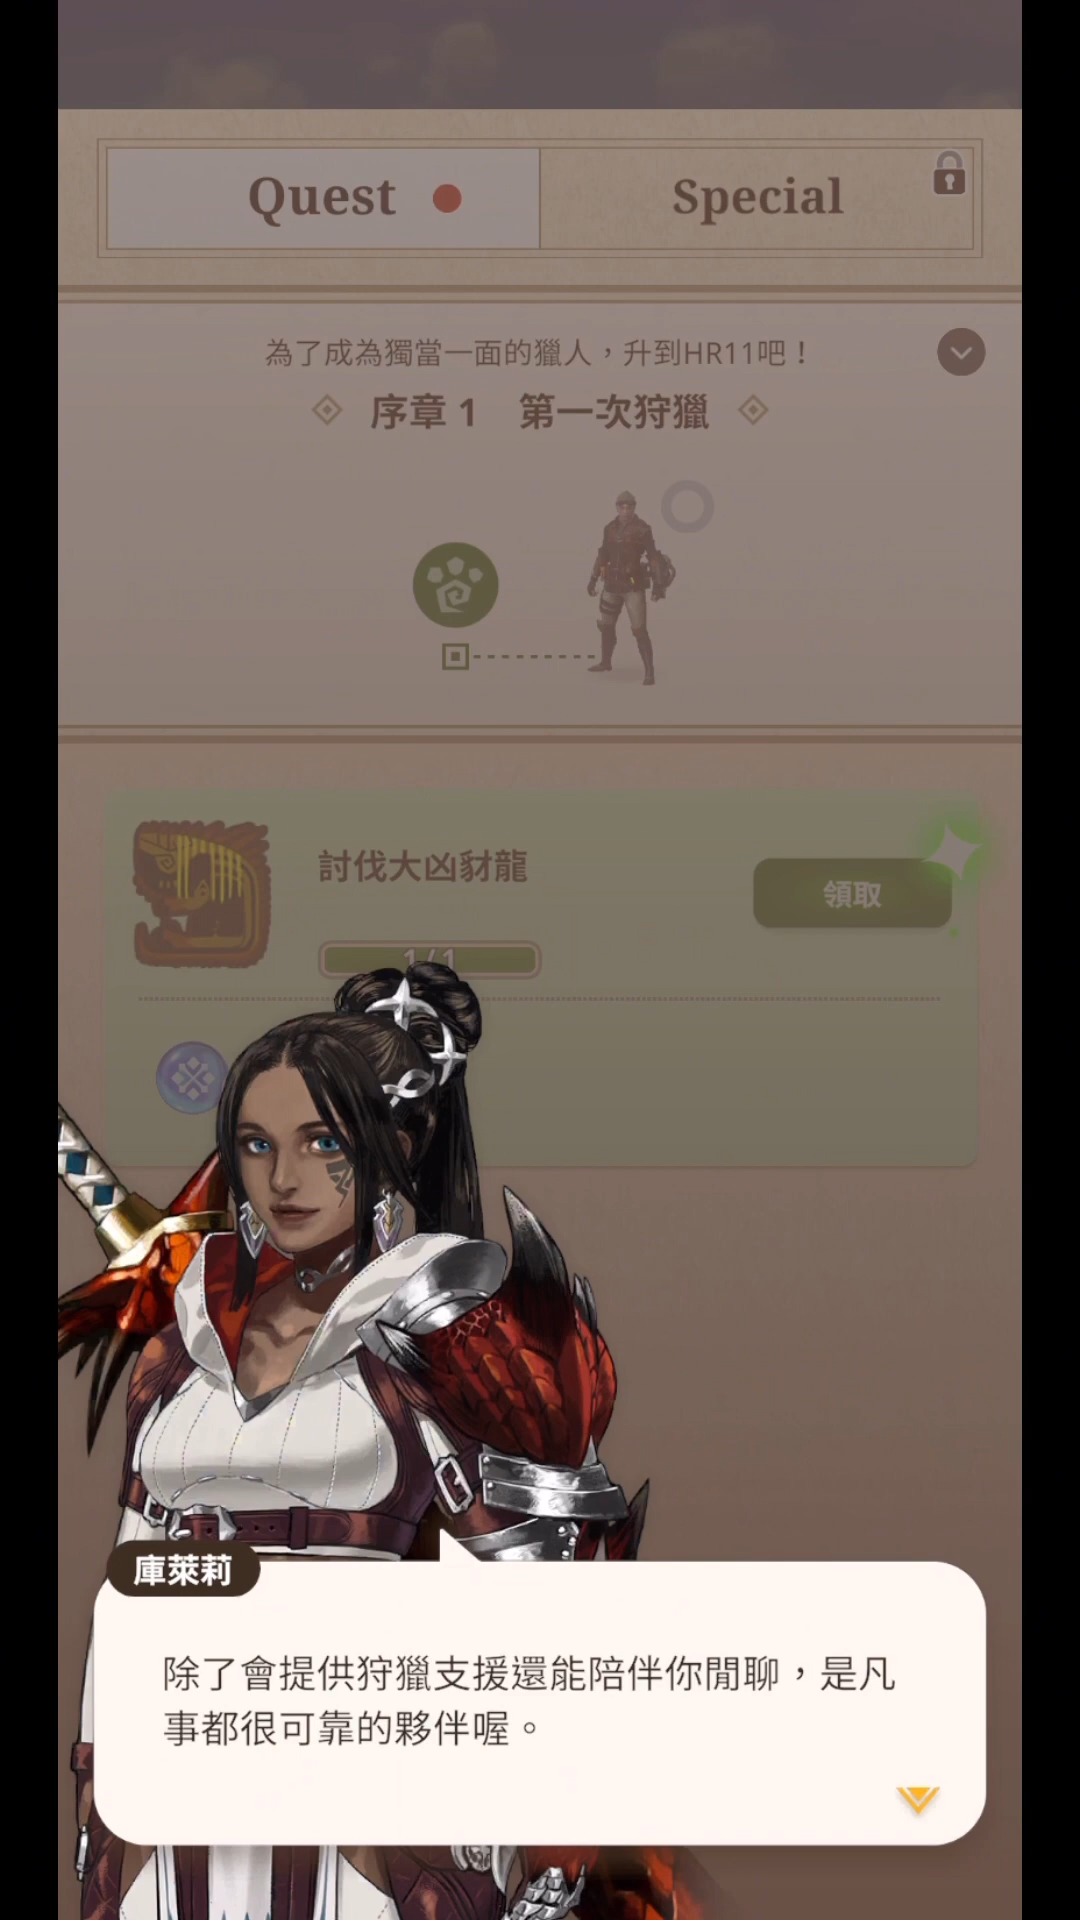 Quest
Special
為了成為獨當一面的獵人，升到HR11吧！
序章 1　第一次狩獵
討伐大凶豺龍
領取
1/1
庫萊莉
除了會提供狩獵支援還能陪伴你閒聊，是凡
事都很可靠的夥伴喔。